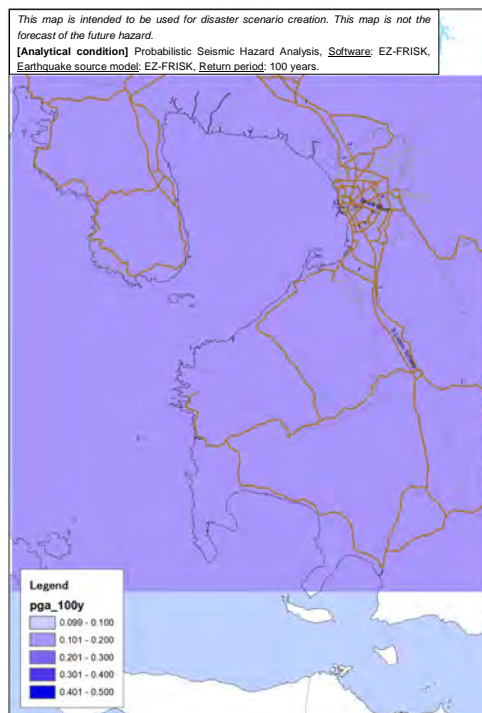 This map is intended to be used for disaster scenario creation. This map is not the
forecast of the future hazard.
[Analytical condition] Probabilistic Seismic Hazard Analysis, Software: EZ-FRISK,
Earthquake source model: EZ-FRISK, Return period: 100 years.
Legend
pga_100y
0.099 - 0.100
0.101 - 0.200
0.201 - 0.300
0.301 - 0.400
0.401 - 0.500